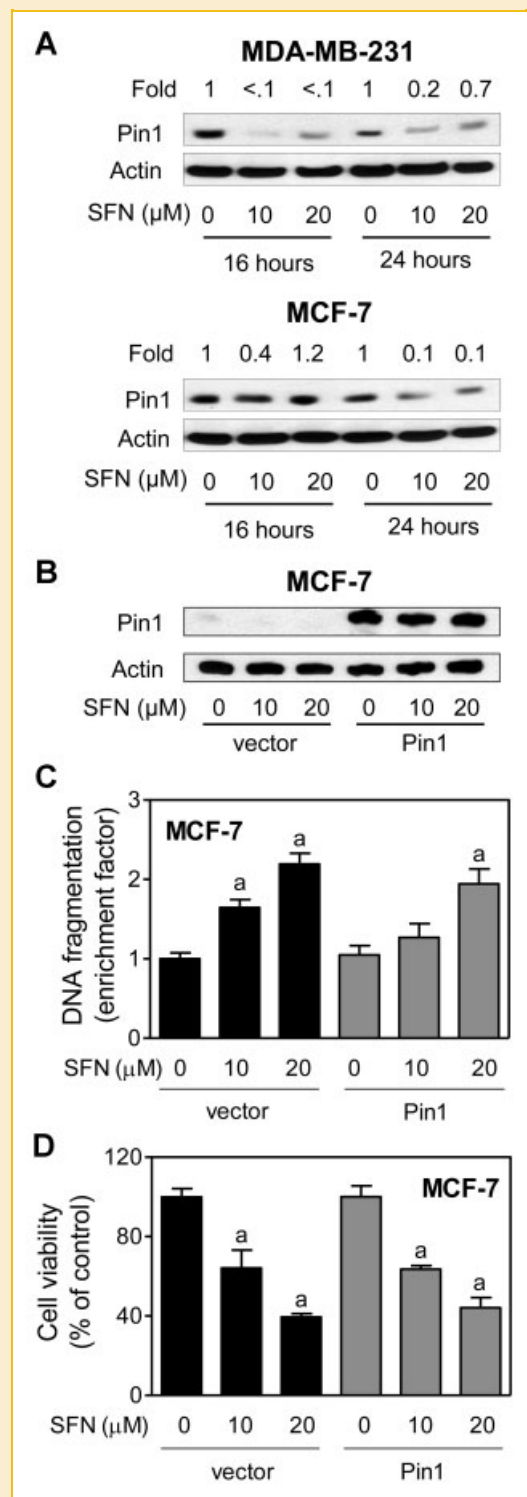 A
MDA-MB-231
Fold 1 <.1 <.1 1 0.2 0.7
Pin1
Actin
SFN (µM) 0 10 20 0 10 20
16 hours 24 hours
MCF-7
Fold 1 0.4 1.2 1 0.1 0.1
Pin1
Actin
SFN (µM) 0 10 20 0 10 20
16 hours 24 hours
B
MCF-7
Pin1
Actin
SFN (µM) 0 10 20 0 10 20
vector Pin1
C
MCF-7
DNA fragmentation
(enrichment factor)
3
2
1
0
a a a
SFN (µM) 0 10 20 0 10 20
vector Pin1
D
MCF-7
Cell viability
(% of control)
120
80
40
0
a a a a
SFN (µM) 0 10 20 0 10 20
vector Pin1